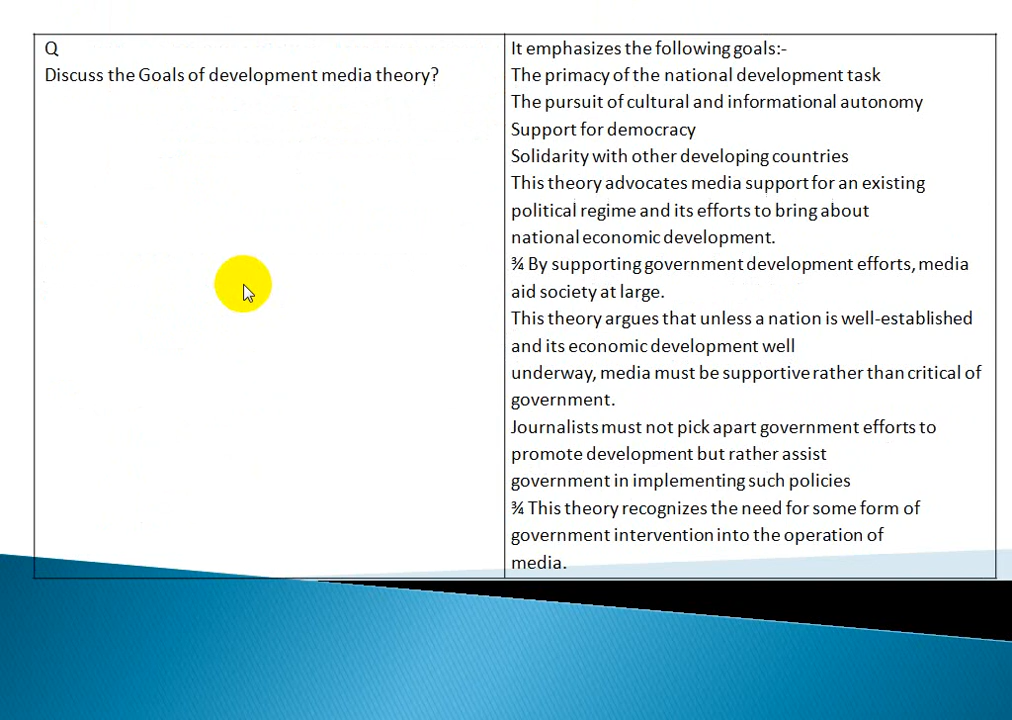 Q
Discuss the Goals of development media theory?
It emphasizes the following goals:-
The primacy of the national development task
The pursuit of cultural and informational autonomy
Support for democracy
Solidarity with other developing countries
This theory advocates media support for an existing
political regime and its efforts to bring about
national economic development.
¾ By supporting government development efforts, media
aid society at large.
This theory argues that unless a nation is well-established
and its economic development well
underway, media must be supportive rather than critical of
government.
Journalists must not pick apart government efforts to
promote development but rather assist
government in implementing such policies
¾ This theory recognizes the need for some form of
government intervention into the operation of
media.